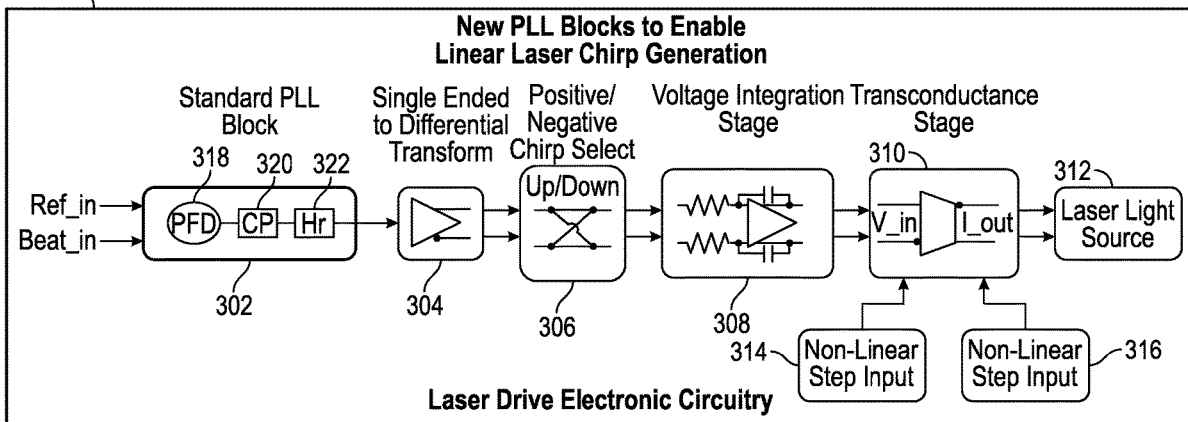 New PLL Blocks to Enable
Linear Laser Chirp Generation
Standard PLL
Block
Single Ended
to Differential
Transform
Positive/
Negative
Chirp Select
Voltage Integration
Stage
Transconductance
Stage
318
320
322
310
312
Ref_in
Beat_in
PFD
CP
Hr
Up/Down
V_in
I_out
Laser Light
Source
302
304
306
308
314
Non-Linear
Step Input
Non-Linear
Step Input
316
Laser Drive Electronic Circuitry